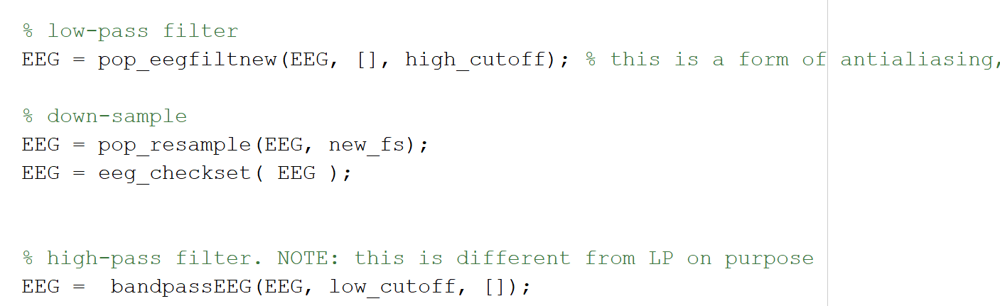 % low-pass filter
EEG = pop_eegfiltnew(EEG, [], high_cutoff); % this is a form of antialiasing,
% down-sample
EEG = pop_resample(EEG, new_fs);
EEG = eeg_checkset( EEG );
% high-pass filter. NOTE: this is different from LP on purpose
EEG =  bandpassEEG(EEG, low_cutoff, []);